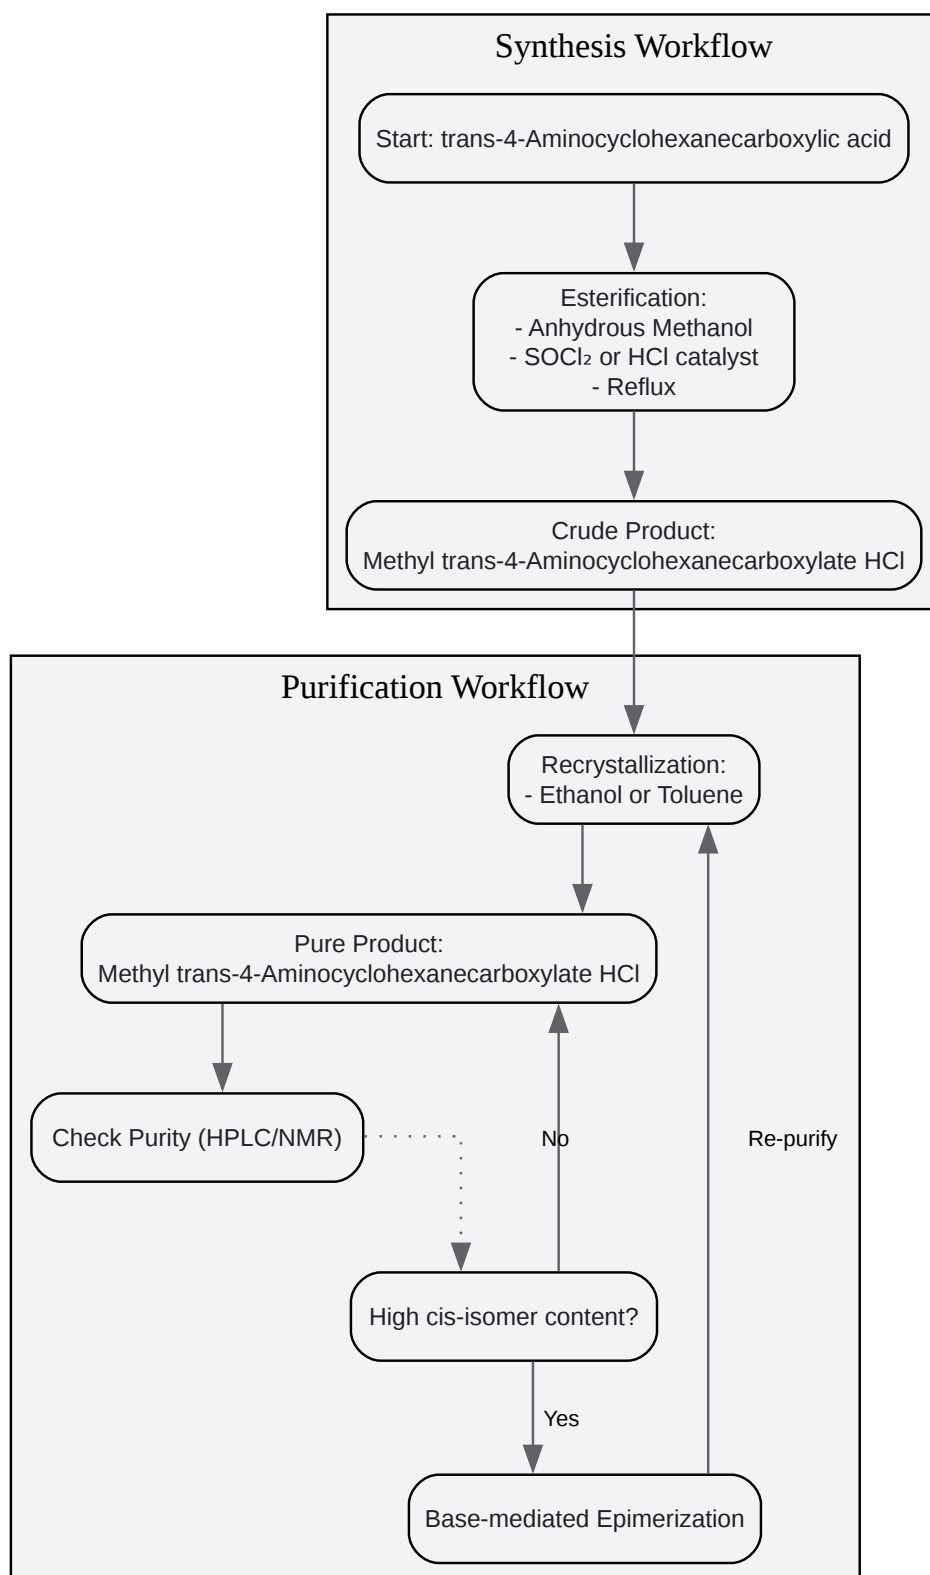 Synthesis Workflow
Start: trans-4-Aminocyclohexanecarboxylic acid
Esterification:
- Anhydrous Methanol
- SOCl₂ or HCl catalyst
- Reflux
Crude Product:
Methyl trans-4-Aminocyclohexanecarboxylate HCl
Purification Workflow
Recrystallization:
- Ethanol or Toluene
Pure Product:
Methyl trans-4-Aminocyclohexanecarboxylate HCl
Check Purity (HPLC/NMR)
No
Re-purify
High cis-isomer content?
Yes
Base-mediated Epimerization